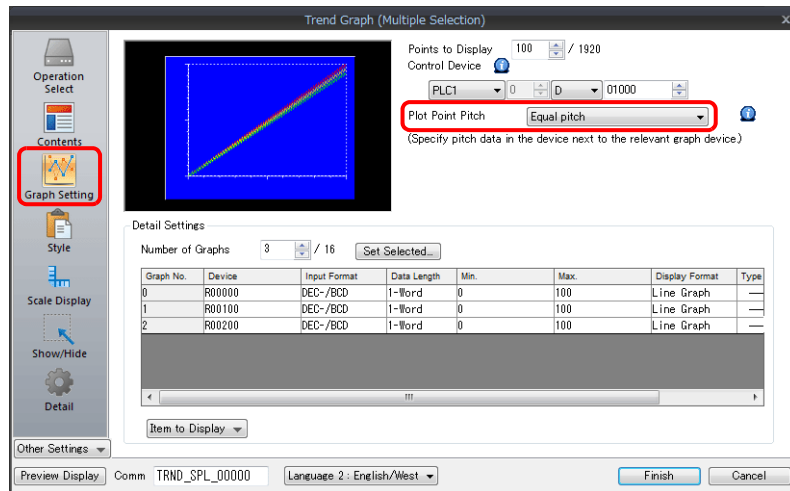 Trend Graph (Multiple Selection)
x
Operation
Select
Contents
Graph Setting
Style
Scale Display
Show/Hide
Detail
Other Settings
Points to Display 100 / 1920
Control Device
PLC1 0 D 01000
Plot Point Pitch Equal pitch
(Specify pitch data in the device next to the relevant graph device.)
Detail Settings
Number of Graphs 3 / 16 Set Selected...
Graph No. Device Input Format Data Length Min. Max. Display Format Type
0 R00000 DEC-/BCD 1-Word 0 100 Line Graph
1 R00100 DEC-/BCD 1-Word 0 100 Line Graph
2 R00200 DEC-/BCD 1-Word 0 100 Line Graph
Item to Display
Preview Display Comm TRND_SPL_00000 Language 2 : English/West Finish Cancel